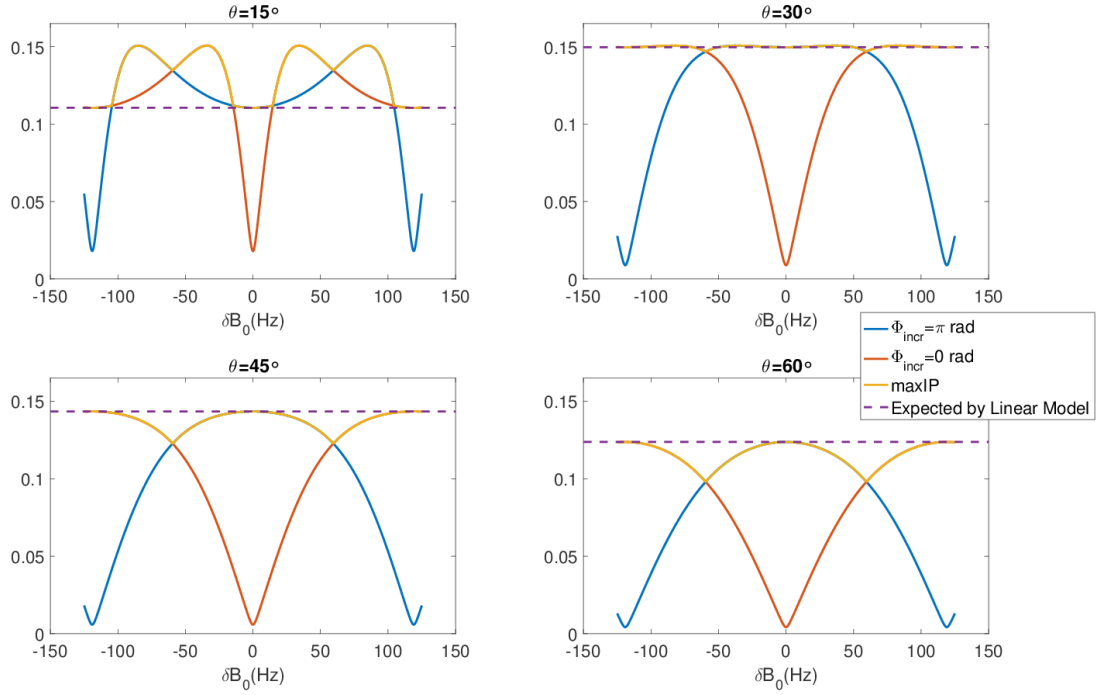 θ=15°
0.15
0.1
0.05
0
-150 -100 -50 0 50 100 150
δB0(Hz)
θ=30°
0.15
0.1
0.05
0
-150 -100 -50 0 50 100 150
δB0(Hz)
Φincr=π rad
Φincr=0 rad
maxIP
Expected by Linear Model
θ=45°
0.15
0.1
0.05
0
-150 -100 -50 0 50 100 150
δB0(Hz)
θ=60°
0.15
0.1
0.05
0
-150 -100 -50 0 50 100 150
δB0(Hz)